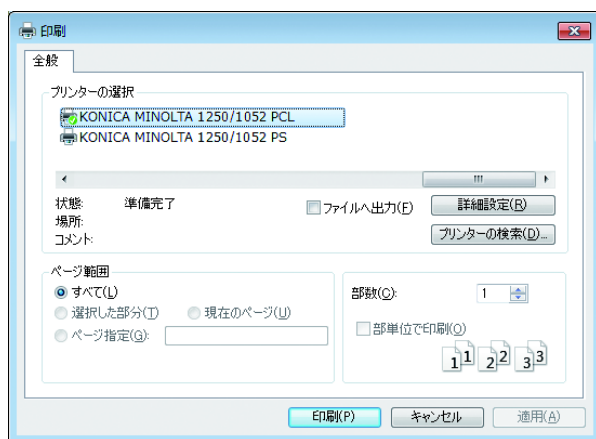 印刷
全般
プリンターの選択
KONICA MINOLTA 1250/1052 PCL
KONICA MINOLTA 1250/1052 PS
状態: 準備完了
場所:
コメント:
ファイルへ出力(F)
詳細設定(R)
プリンターの検索(D)...
ページ範囲
すべて(L)
選択した部分(T) 現在のページ(U)
ページ指定(G):
部数(C): 1
部単位で印刷(O)
1 1 2 2 3 3
印刷(P) キャンセル 適用(A)